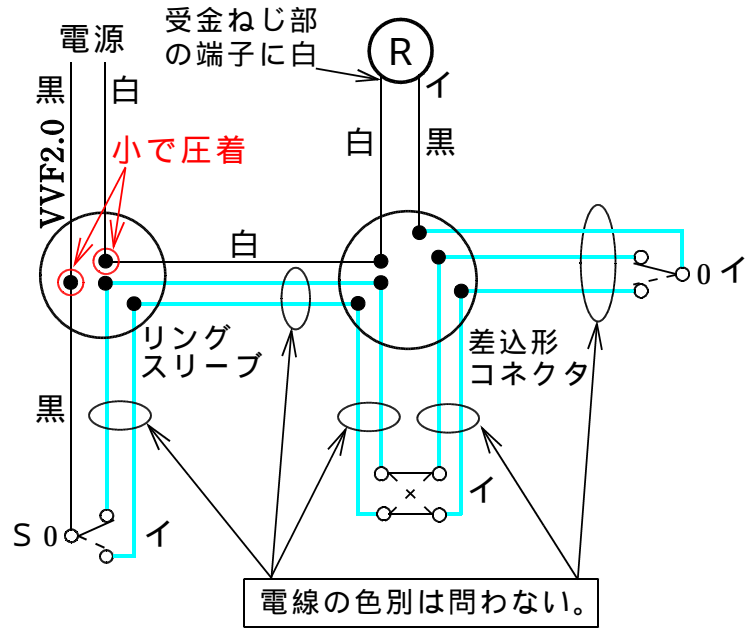 電源
受金ねじ部
の端子に白
R
イ
黒
白
VVF2.0
小で圧着
白
黒
白
0 イ
リング
スリーブ
差込形
コネクタ
黒
×
イ
S 0
イ
電線の色別は問わない。